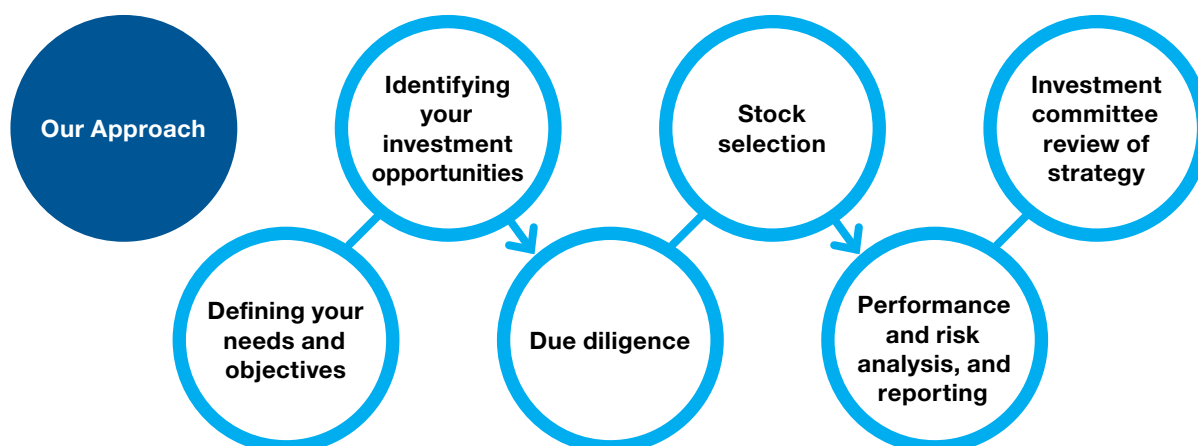 Our Approach
Defining your
needs and
objectives
Identifying
your
investment
opportunities
Due diligence
Stock
selection
Performance
and risk
analysis, and
reporting
Investment
committee
review of
strategy